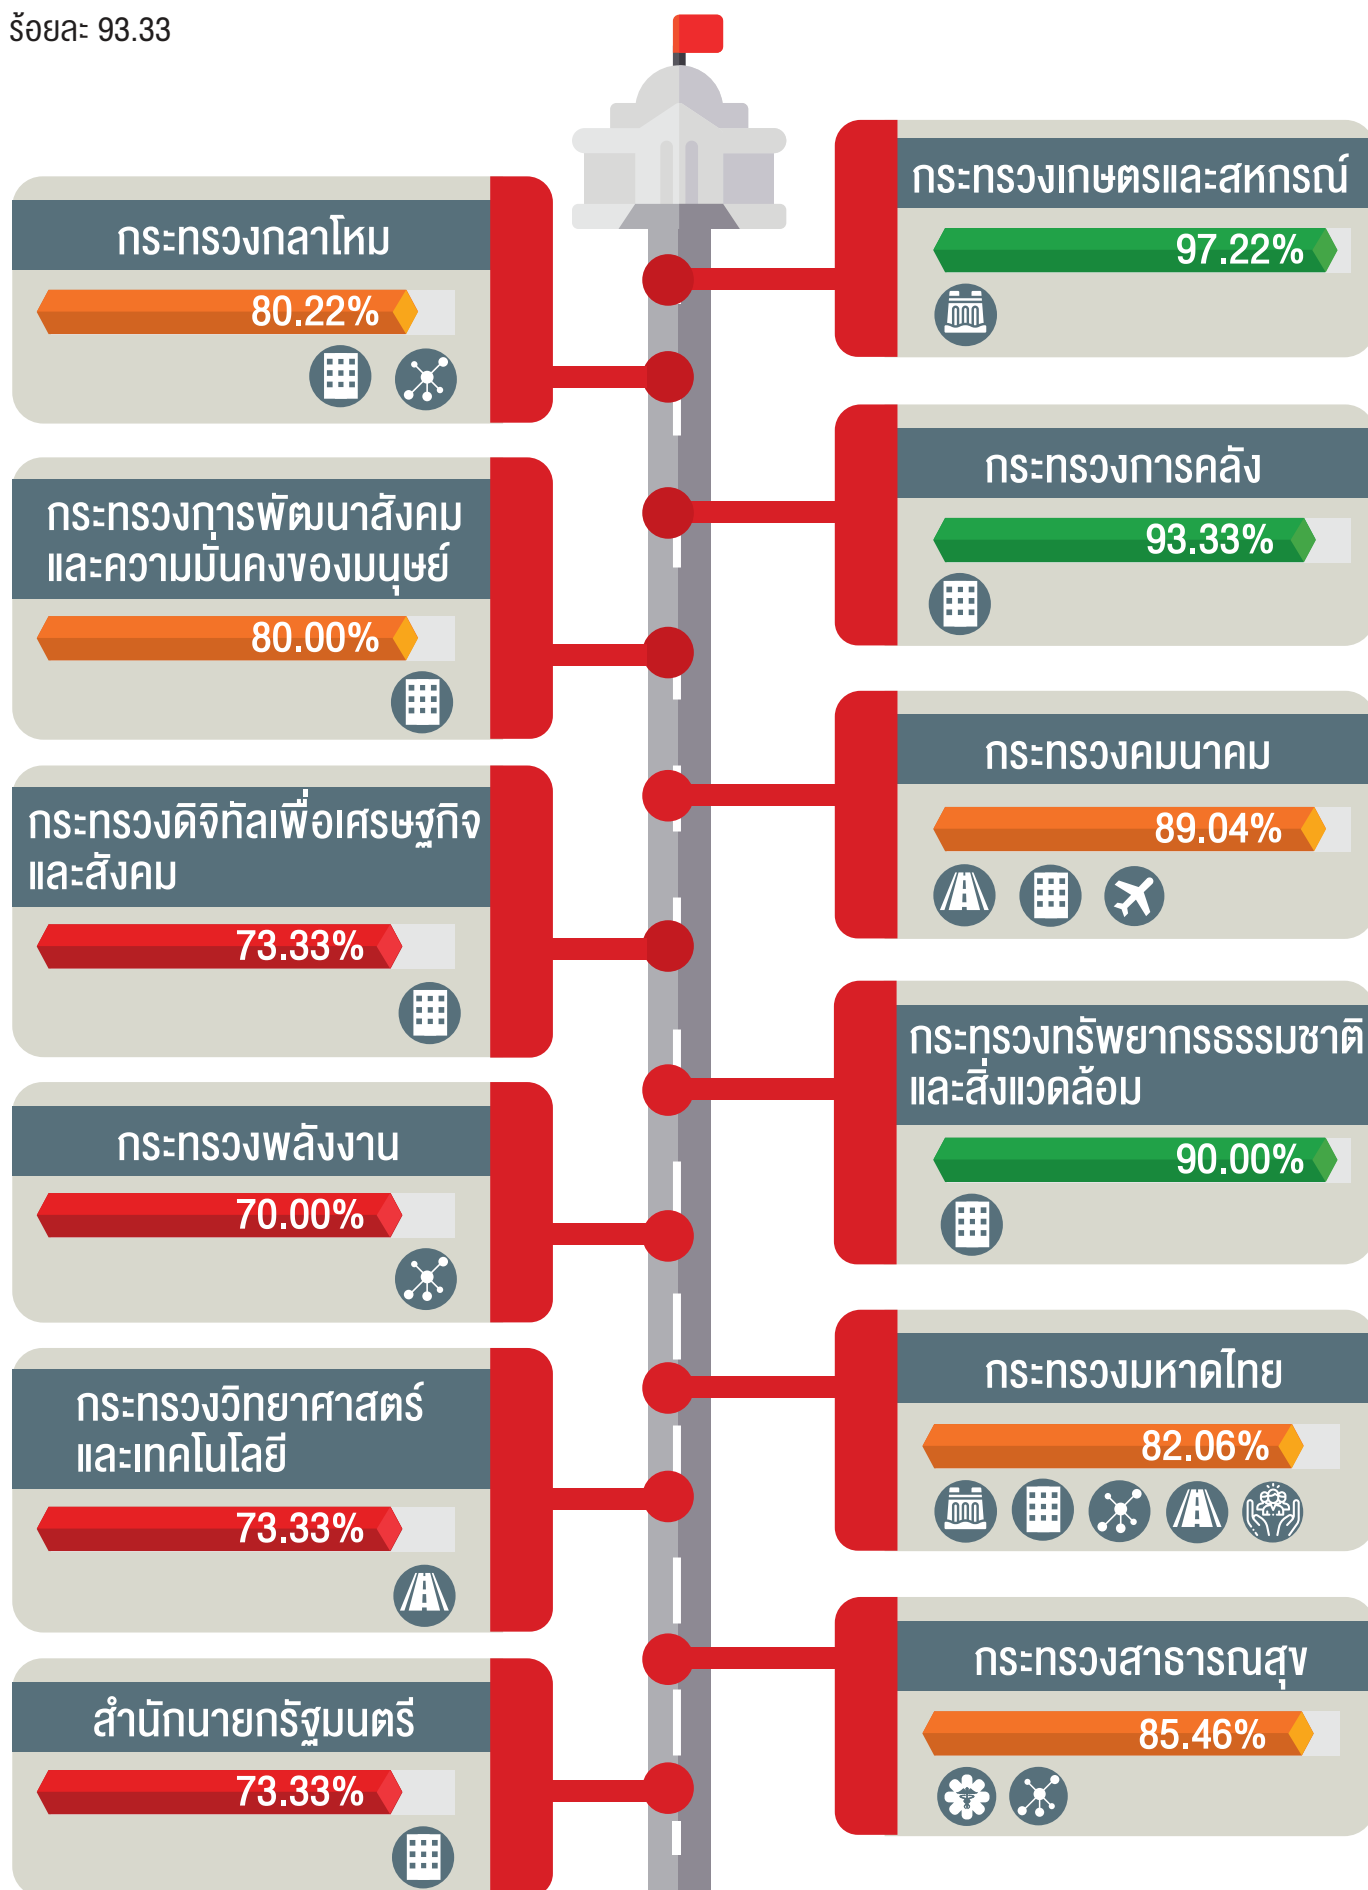 ร้อยละ 93.33
กระทรวงกลาโหม
80.22%
กระทรวงการพัฒนาสังคม
และความมั่นคงของมนุษย์
80.00%
กระทรวงดิจิทัลเพื่อเศรษฐกิจ
และสังคม
73.33%
กระทรวงพลังงาน
70.00%
กระทรวงวิทยาศาสตร์
และเทคโนโลยี
73.33%
สำนักนายกรัฐมนตรี
73.33%
กระทรวงเกษตรและสหกรณ์
97.22%
กระทรวงการคลัง
93.33%
กระทรวงคมนาคม
89.04%
กระทรวงทรัพยากรธรรมชาติ
และสิ่งแวดล้อม
90.00%
กระทรวงมหาดไทย
82.06%
กระทรวงสาธารณสุข
85.46%